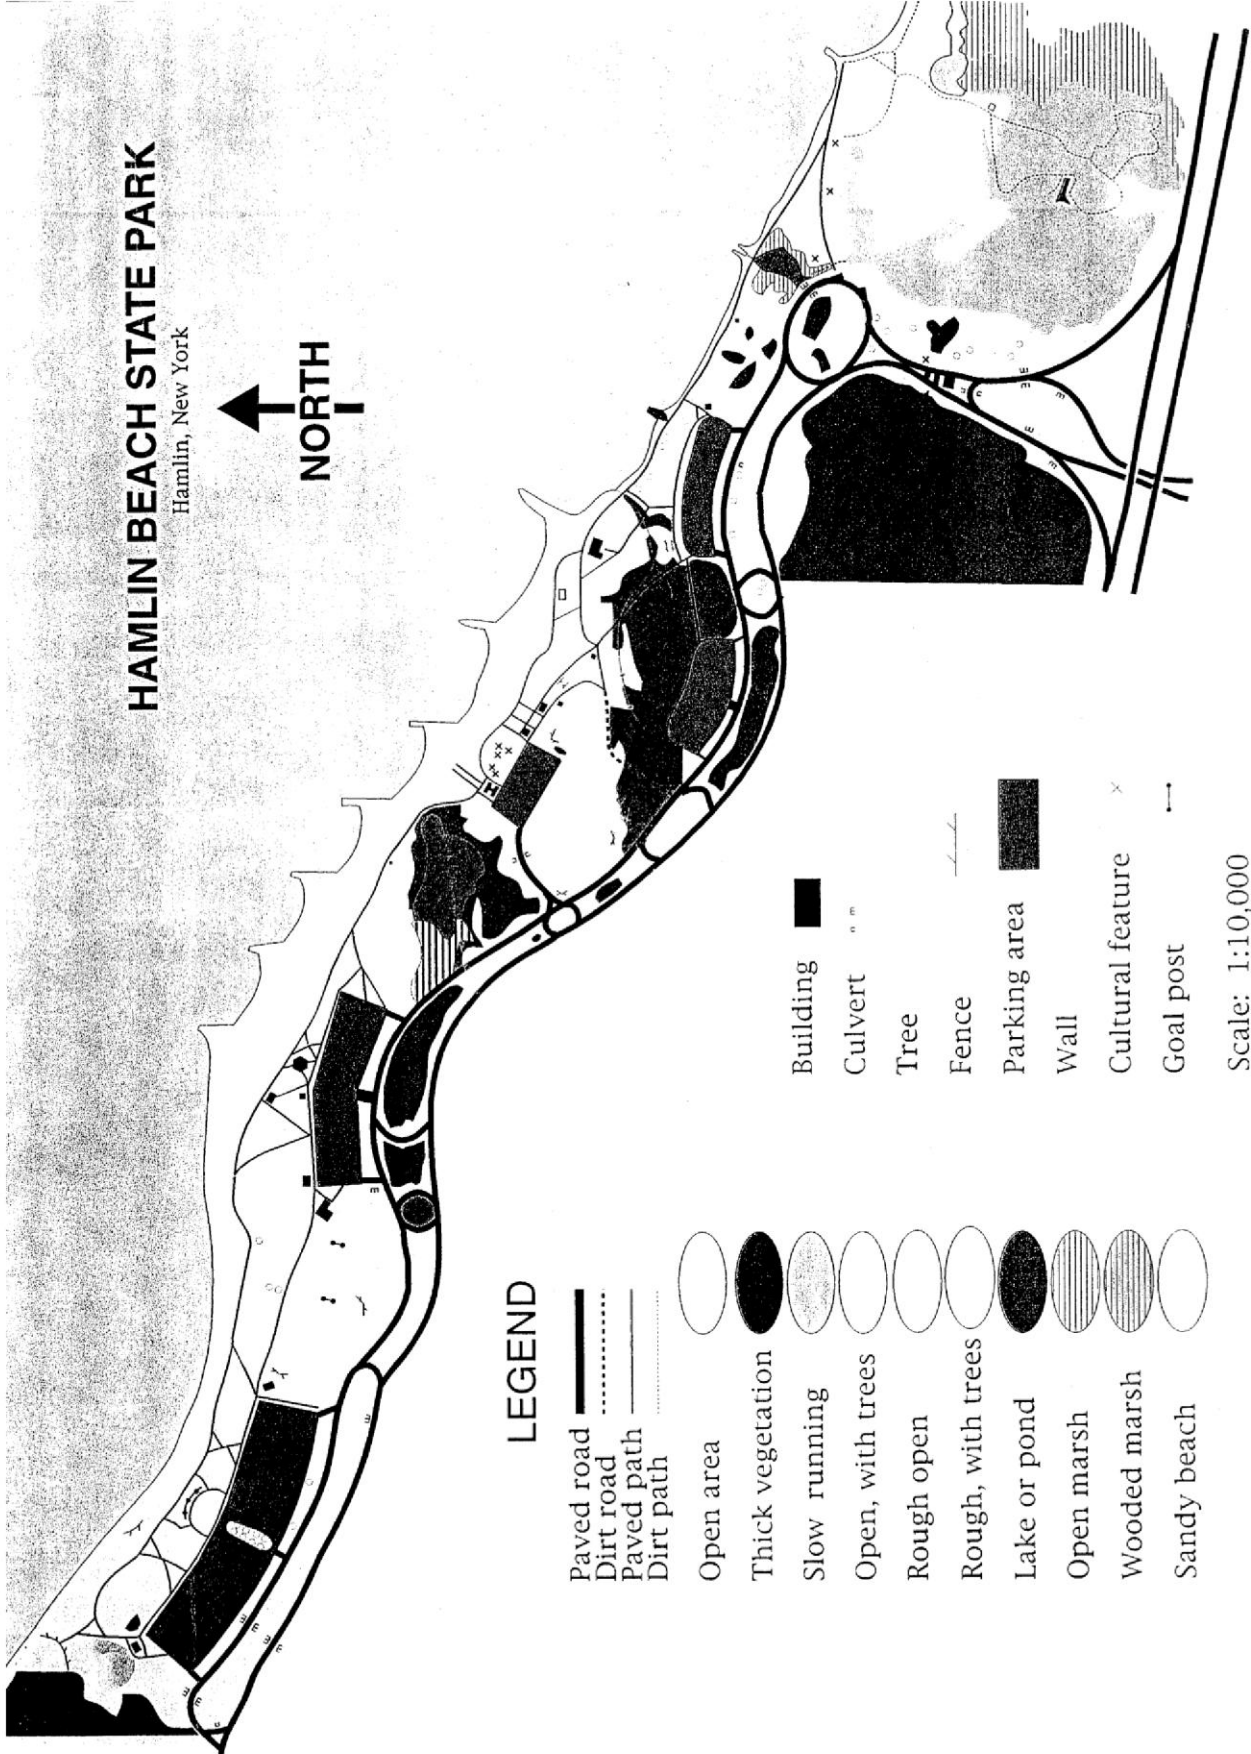 HAMLIN BEACH STATE PARK
Hamlin, New York
NORTH
LEGEND
Paved road
Dirt road
Paved path
Dirt path
Open area
Thick vegetation
Slow running
Open, with trees
Rough open
Rough, with trees
Lake or pond
Open marsh
Wooded marsh
Sandy beach
Building
Culvert
Tree
Fence
Parking area
Wall
Cultural feature
Goal post
Scale: 1:10,000